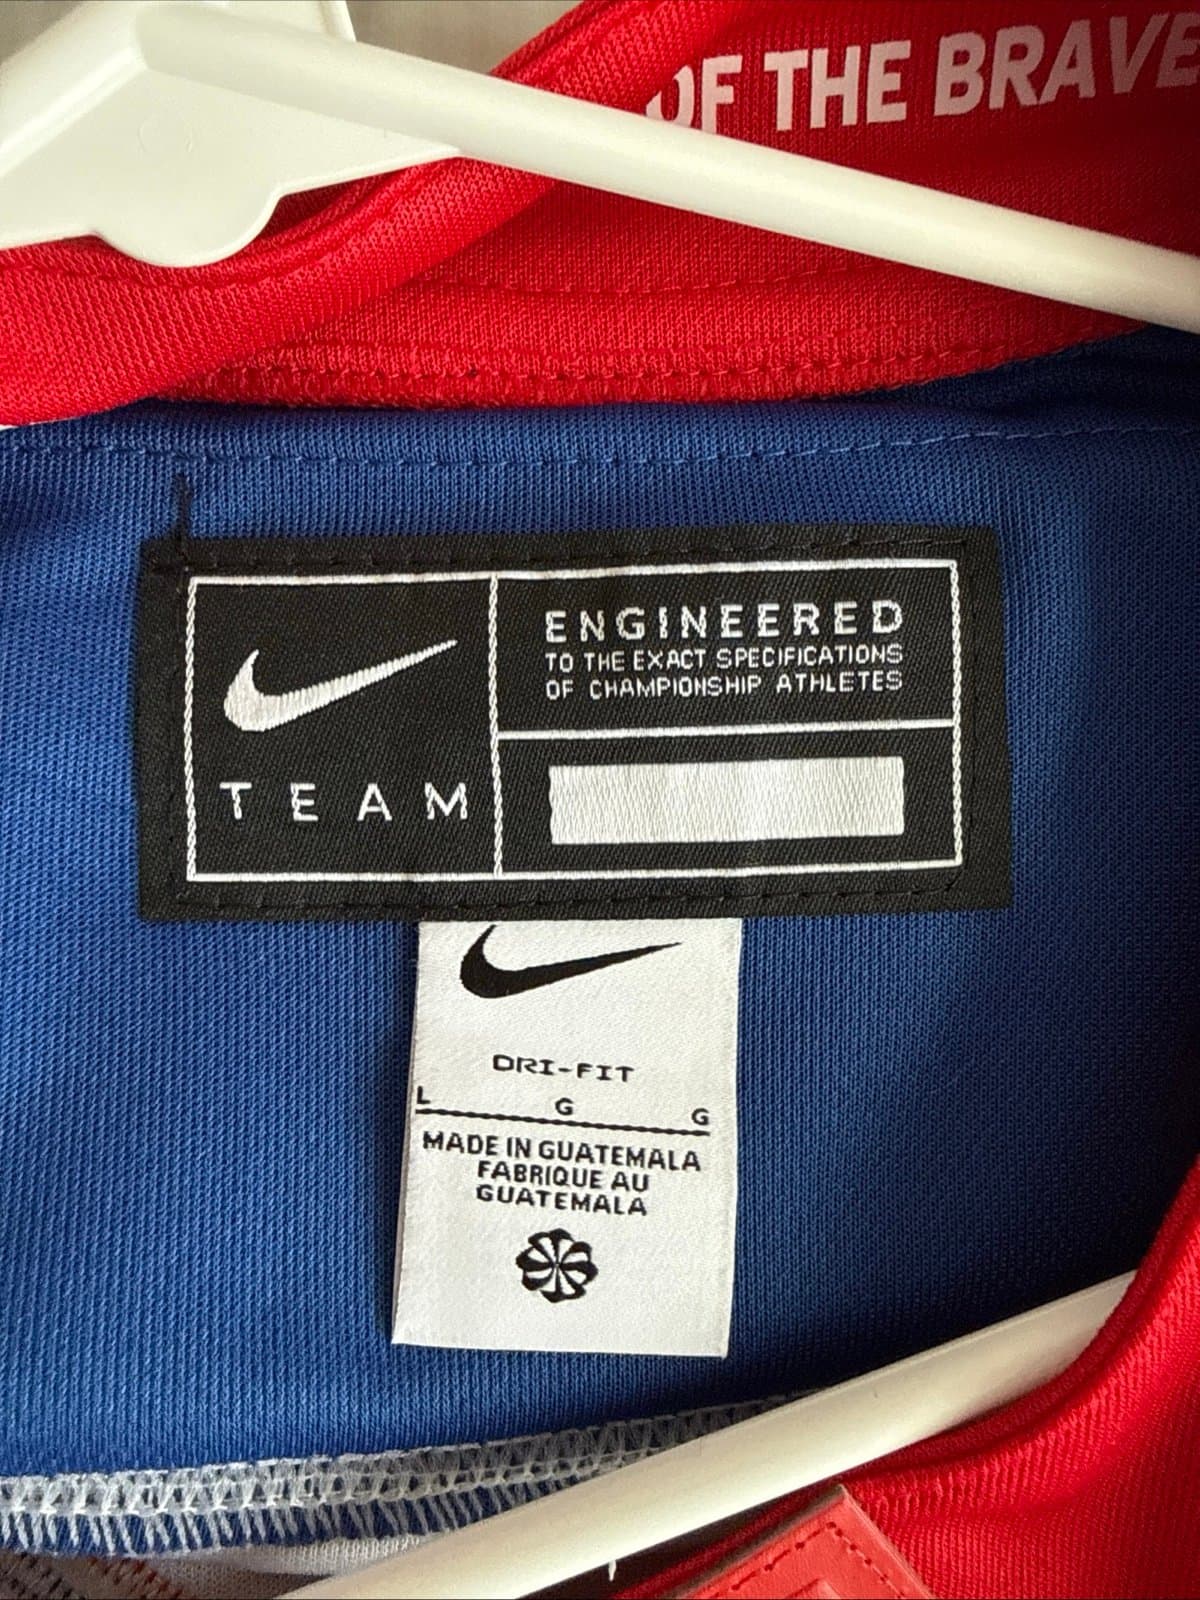 OF THE BRAVE
ENGINEERED
TO THE EXACT SPECIFICATIONS
OF CHAMPIONSHIP ATHLETES
TEAM
DRI-FIT
L G G
MADE IN GUATEMALA
FABRIQUE AU
GUATEMALA